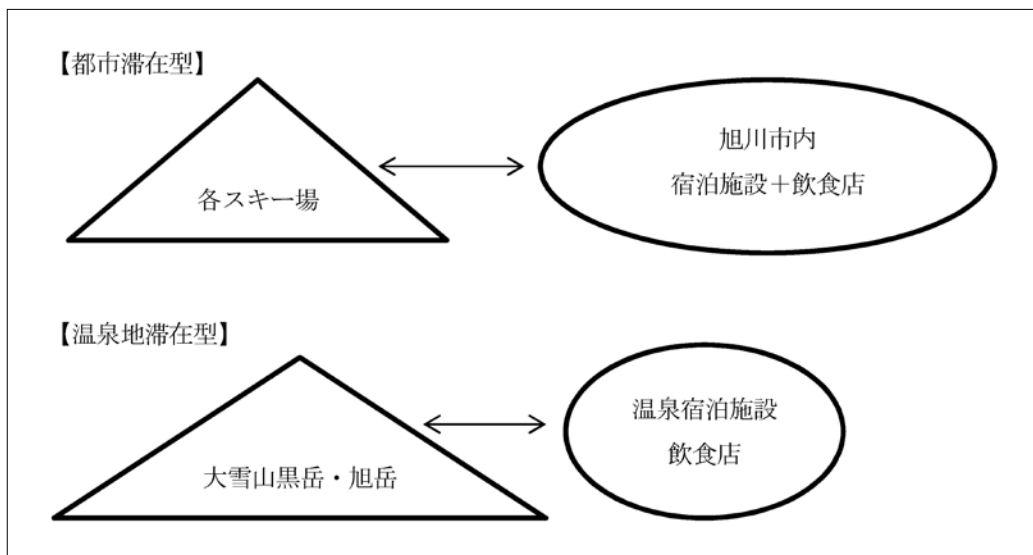 【都市滞在型】
各スキー場
旭川市内
宿泊施設＋飲食店
【温泉地滞在型】
大雪山黒岳・旭岳
温泉宿泊施設
飲食店